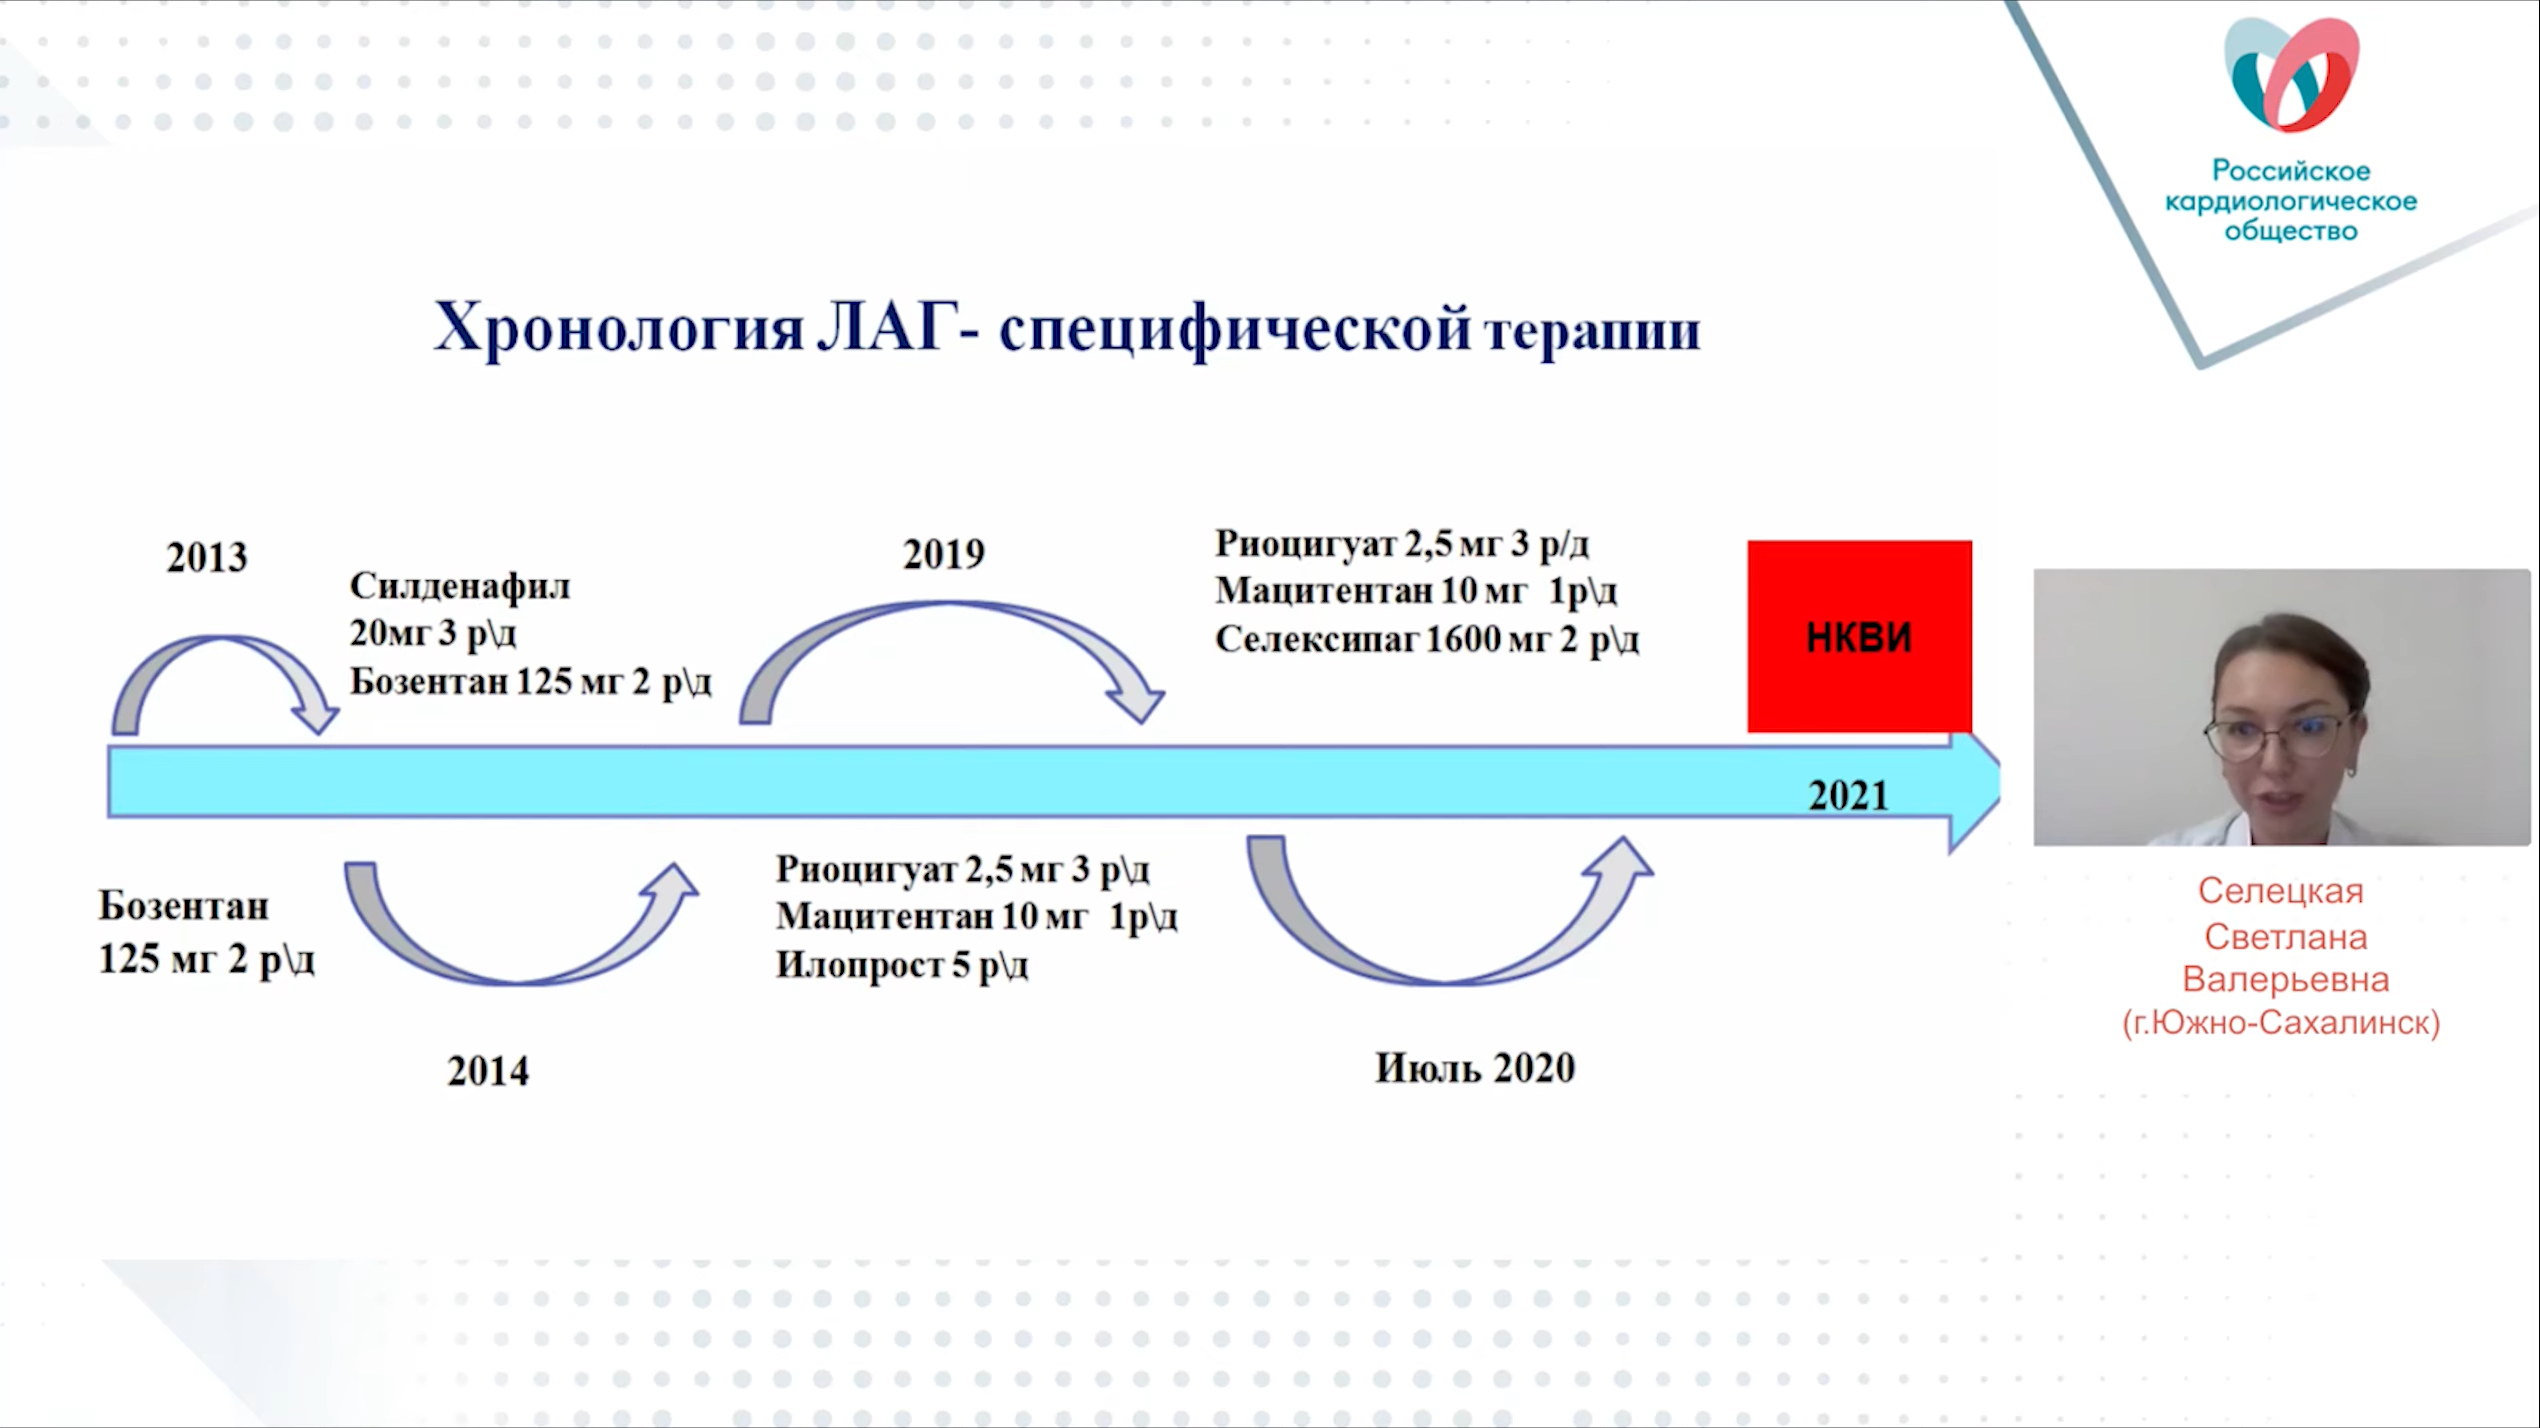 Российское
кардиологическое
общество
Хронология ЛАГ- специфической терапии
2013
Силденафил
20мг 3 р\д
Бозентан 125 мг 2 р\д
2019
Риоцигуат 2,5 мг 3 р/д
Мацитентан 10 мг 1р\д
Селексипаг 1600 мг 2 р\д
НКВИ
2021
Бозентан
125 мг 2 р\д
2014
Риоцигуат 2,5 мг 3 р\д
Мацитентан 10 мг 1р\д
Илопрост 5 р\д
Июль 2020
Селецкая
Светлана
Валерьевна
(г.Южно-Сахалинск)